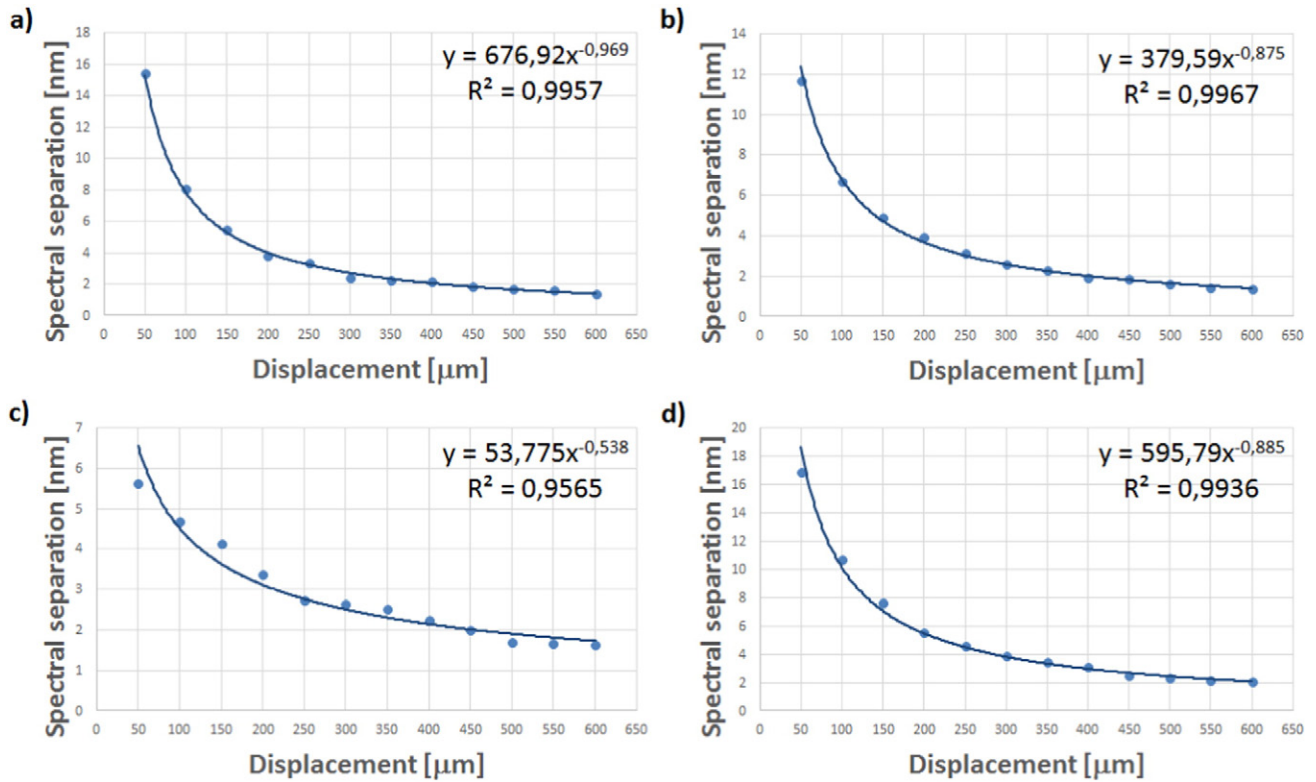 a)
Spectral separation [nm]
18
16
14
12
10
8
6
4
2
0
y = 676,92x⁻⁰,⁹⁶⁹
R² = 0,9957
0 50 100 150 200 250 300 350 400 450 500 550 600 650
Displacement [μm]
b)
Spectral separation [nm]
14
12
10
8
6
4
2
0
y = 379,59x⁻⁰,⁸⁷⁵
R² = 0,9967
0 50 100 150 200 250 300 350 400 450 500 550 600 650
Displacement [μm]
c)
Spectral separation [nm]
7
6
5
4
3
2
1
0
y = 53,775x⁻⁰,⁵³⁸
R² = 0,9565
0 50 100 150 200 250 300 350 400 450 500 550 600 650
Displacement [μm]
d)
Spectral separation [nm]
20
18
16
14
12
10
8
6
4
2
0
y = 595,79x⁻⁰,⁸⁸⁵
R² = 0,9936
0 50 100 150 200 250 300 350 400 450 500 550 600 650
Displacement [μm]